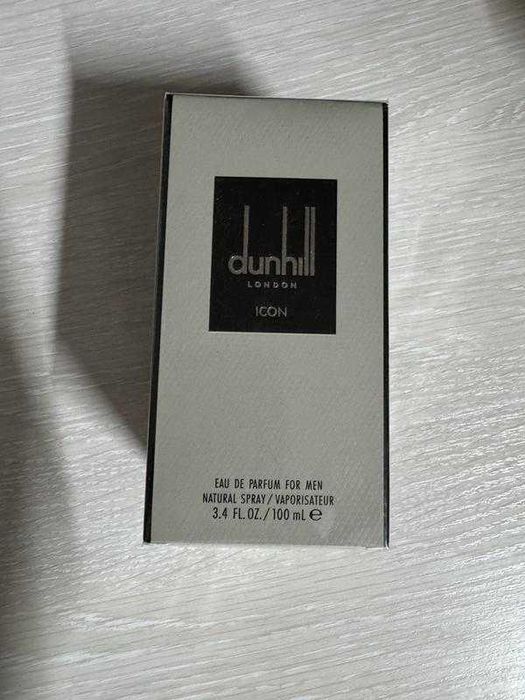 dunhill
LONDON
ICON
EAU DE PARFUM FOR MEN
NATURAL SPRAY/VAPORISATEUR
3.4 FL.OZ./100 mL ℮